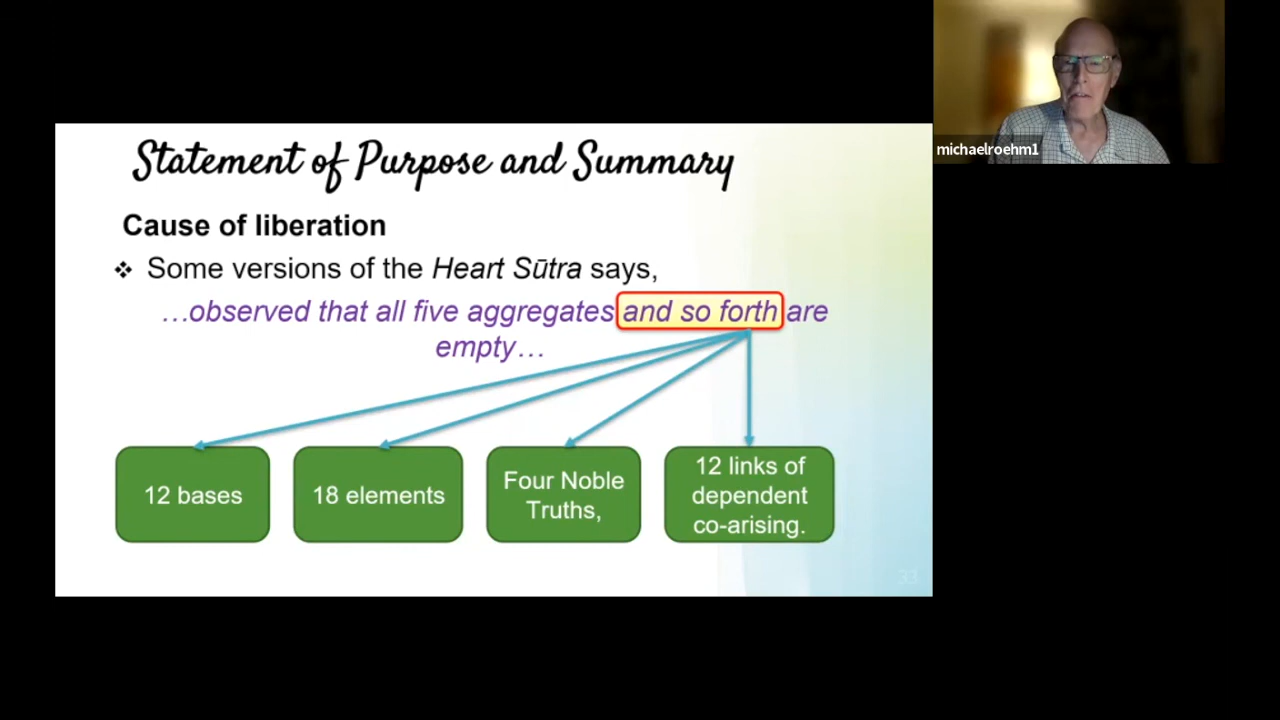 Statement of Purpose and Summary
michaelroehm1
Cause of liberation
❖ Some versions of the Heart Sūtra says,
…observed that all five aggregates and so forth are
empty…
12 bases
18 elements
Four Noble
Truths,
12 links of
dependent
co-arising.
33